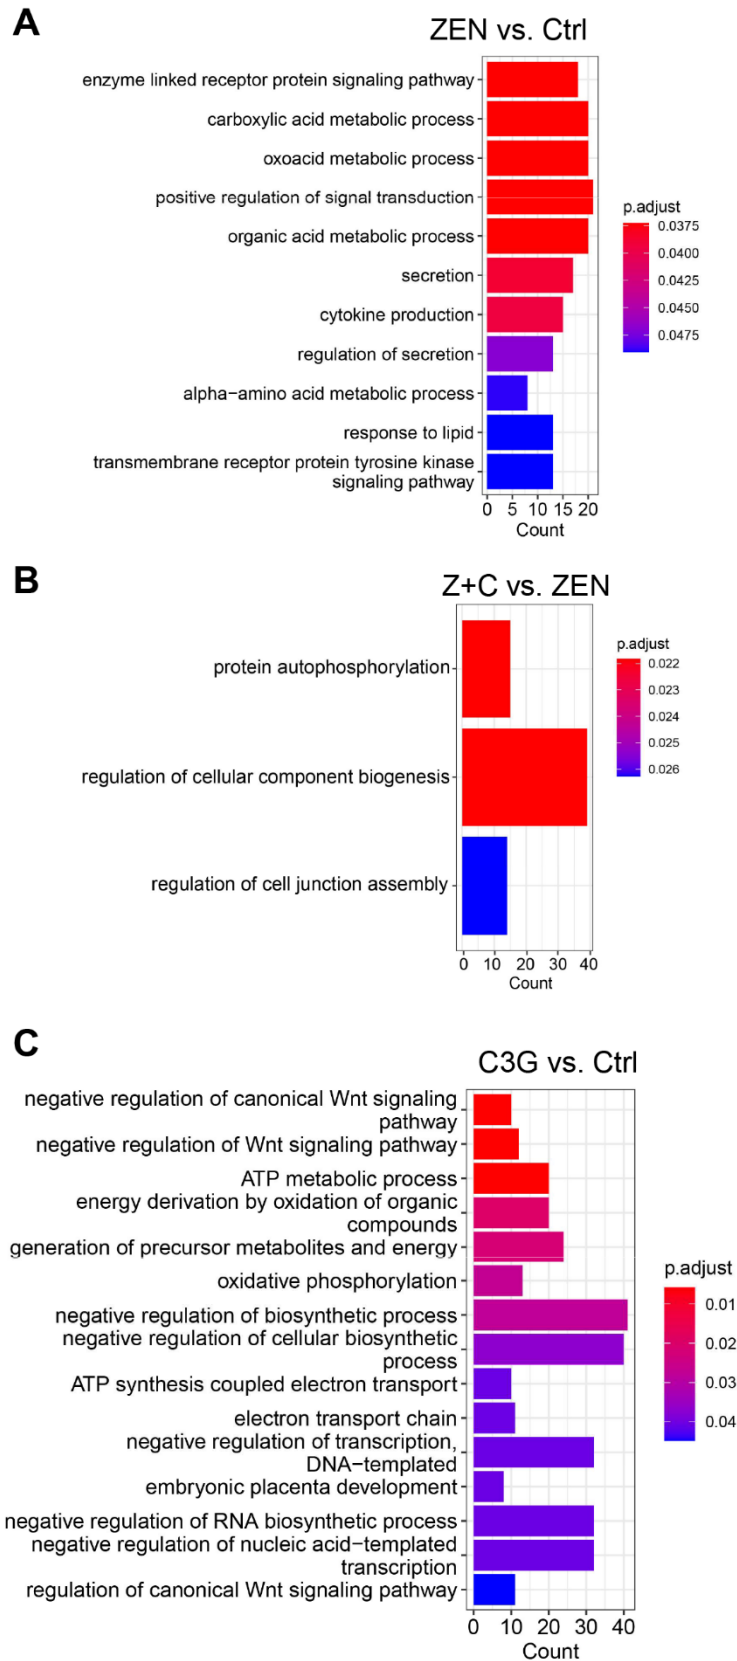 A
ZEN vs. Ctrl
enzyme linked receptor protein signaling pathway
carboxylic acid metabolic process
oxoacid metabolic process
positive regulation of signal transduction
organic acid metabolic process
secretion
cytokine production
regulation of secretion
alpha−amino acid metabolic process
response to lipid
transmembrane receptor protein tyrosine kinase
signaling pathway
0 5 10 15 20
Count
p.adjust
0.0375
0.0400
0.0425
0.0450
0.0475
B
Z+C vs. ZEN
protein autophosphorylation
regulation of cellular component biogenesis
regulation of cell junction assembly
0 10 20 30 40
Count
p.adjust
0.022
0.023
0.024
0.025
0.026
C
C3G vs. Ctrl
negative regulation of canonical Wnt signaling
pathway
negative regulation of Wnt signaling pathway
ATP metabolic process
energy derivation by oxidation of organic
compounds
generation of precursor metabolites and energy
oxidative phosphorylation
negative regulation of biosynthetic process
negative regulation of cellular biosynthetic
process
ATP synthesis coupled electron transport
electron transport chain
negative regulation of transcription,
DNA−templated
embryonic placenta development
negative regulation of RNA biosynthetic process
negative regulation of nucleic acid−templated
transcription
regulation of canonical Wnt signaling pathway
0 10 20 30 40
Count
p.adjust
0.01
0.02
0.03
0.04